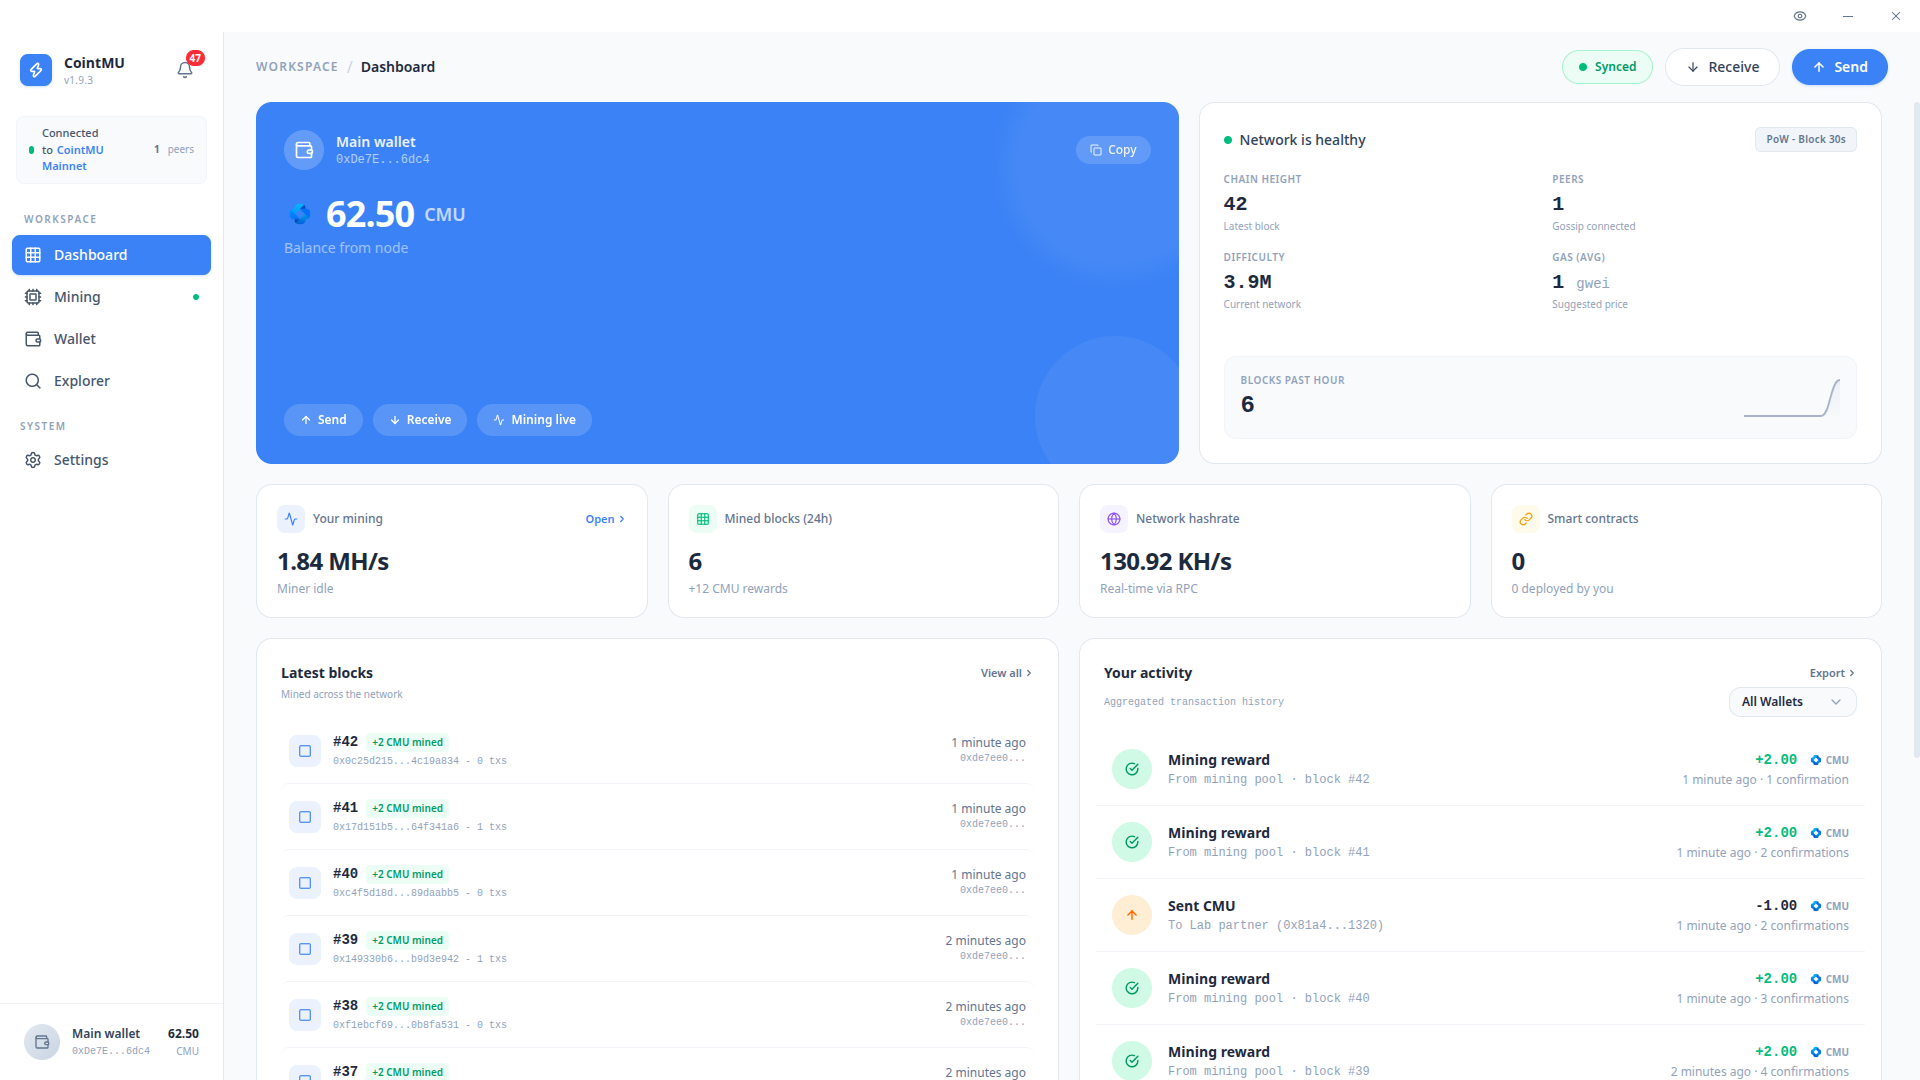 CointMU
v1.9.3
47
Connected
to CointMU
Mainnet
1 peers
WORKSPACE
Dashboard
Mining
Wallet
Explorer
SYSTEM
Settings
Main wallet
0xDe7E...6dc4
62.50
CMU
WORKSPACE / Dashboard
Synced
Receive
Send
Main wallet
0xDe7E...6dc4
Copy
62.50 CMU
Balance from node
Send
Receive
Mining live
Network is healthy
PoW - Block 30s
CHAIN HEIGHT
42
Latest block
PEERS
1
Gossip connected
DIFFICULTY
3.9M
Current network
GAS (AVG)
1 gwei
Suggested price
BLOCKS PAST HOUR
6
Your mining
Open
1.84 MH/s
Miner idle
Mined blocks (24h)
6
+12 CMU rewards
Network hashrate
130.92 KH/s
Real-time via RPC
Smart contracts
0
0 deployed by you
Latest blocks
View all
Mined across the network
#42 +2 CMU mined
0x0c25d215...4c19a834 - 0 txs
1 minute ago
0xde7ee0...
#41 +2 CMU mined
0x17d151b5...64f341a6 - 1 txs
1 minute ago
0xde7ee0...
#40 +2 CMU mined
0xc4f5d18d...89daabb5 - 0 txs
1 minute ago
0xde7ee0...
#39 +2 CMU mined
0x149330b6...b9d3e942 - 1 txs
2 minutes ago
0xde7ee0...
#38 +2 CMU mined
0xf1ebcf69...0b8fa531 - 0 txs
2 minutes ago
0xde7ee0...
#37 +2 CMU mined
2 minutes ago
Your activity
Export
Aggregated transaction history
All Wallets
Mining reward
From mining pool · block #42
+2.00 CMU
1 minute ago · 1 confirmation
Mining reward
From mining pool · block #41
+2.00 CMU
1 minute ago · 2 confirmations
Sent CMU
To Lab partner (0x81a4...1320)
-1.00 CMU
1 minute ago · 2 confirmations
Mining reward
From mining pool · block #40
+2.00 CMU
1 minute ago · 3 confirmations
Mining reward
From mining pool · block #39
+2.00 CMU
2 minutes ago · 4 confirmations